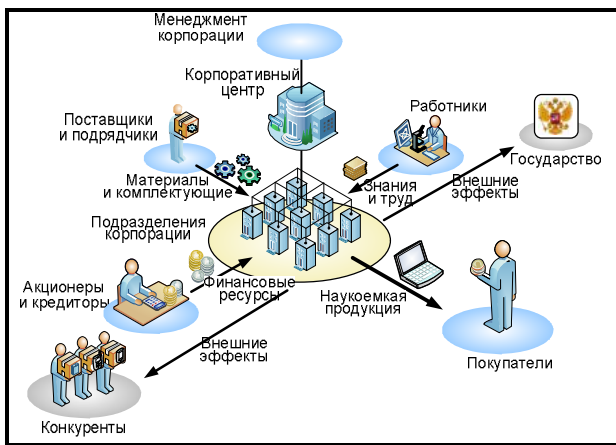 Менеджмент
корпорации
Корпоративный
центр
Поставщики
и подрядчики
Работники
Государство
Материалы
и комплектующие
Знания
и труд
Внешние
эффекты
Подразделения
корпорации
Акционеры
и кредиторы
Финансовые
ресурсы
Наукоемкая
продукция
Внешние
эффекты
Покупатели
Конкуренты